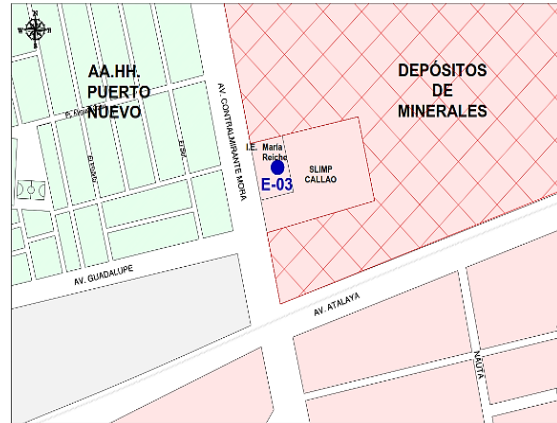 N
AA.HH.
PUERTO
NUEVO
DEPÓSITOS
DE
MINERALES
AV. CONTRALMIRANTE MORA
I.E. Maria
Reiche
E-03
SLIMP
CALLAO
AV. GUADALUPE
AV. ATALAYA
NAUTA